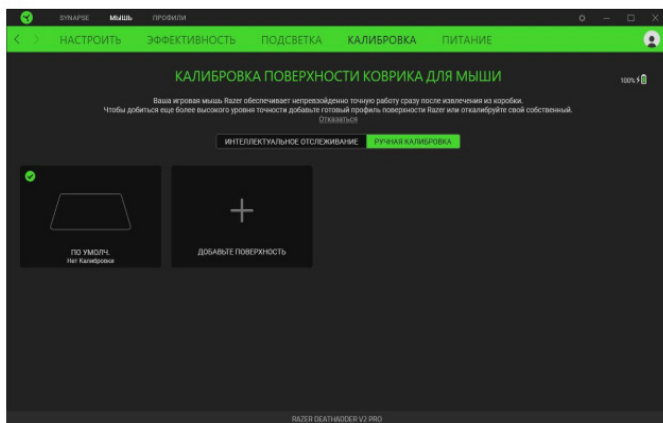 SYNAPSE МЫШЬ ПРОФИЛИ
НАСТРОИТЬ ЭФФЕКТИВНОСТЬ ПОДСВЕТКА КАЛИБРОВКА ПИТАНИЕ
КАЛИБРОВКА ПОВЕРХНОСТИ КОВРИКА ДЛЯ МЫШИ
100%
Ваша игровая мышь Razer обеспечивает непревзойденно точную работу сразу после извлечения из коробки.
Чтобы добиться еще более высокого уровня точности добавьте готовый профиль поверхности Razer или откалибруйте свой собственный.
Отказаться
ИНТЕЛЛЕКТУАЛЬНОЕ ОТСЛЕЖИВАНИЕ РУЧНАЯ КАЛИБРОВКА
ПО УМОЛЧ.
Нет Калибровки
ДОБАВЬТЕ ПОВЕРХНОСТЬ
RAZER DEATHADDER V2 PRO